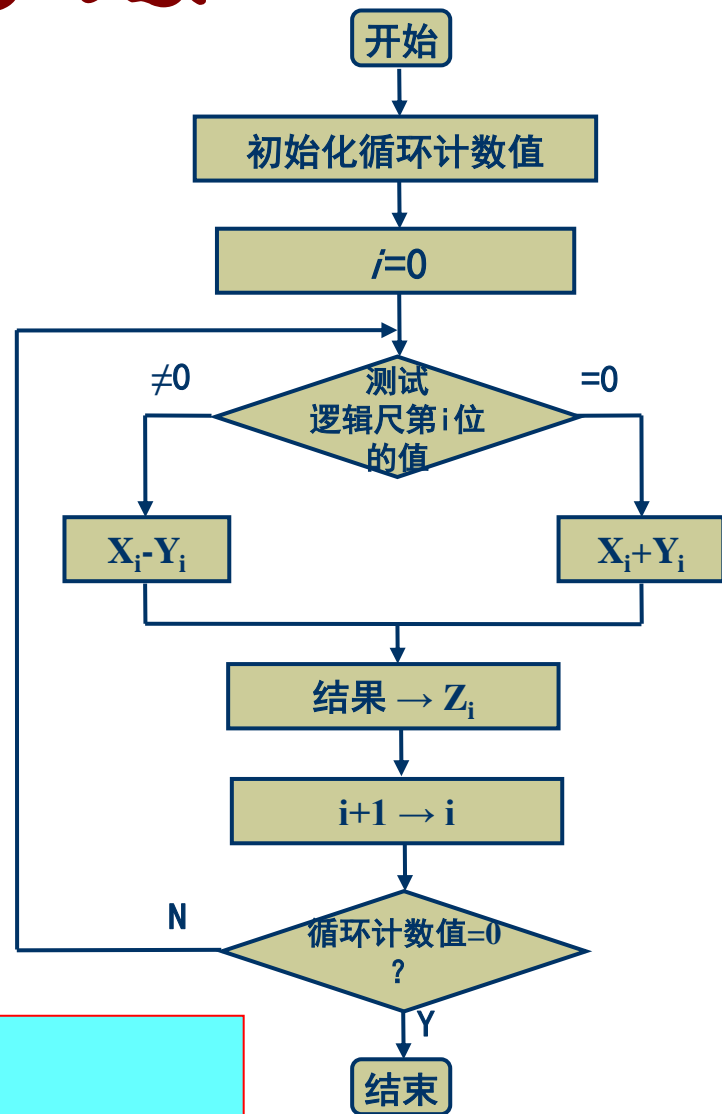 开始
初始化循环计数值
i=0
≠0
=0
测试
逻辑尺第i位
的值
Xi-Yi
Xi+Yi
结果 → Zi
i+1 → i
N
循环计数值=0
?
Y
结束